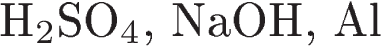 H₂SO₄, NaOH, Al